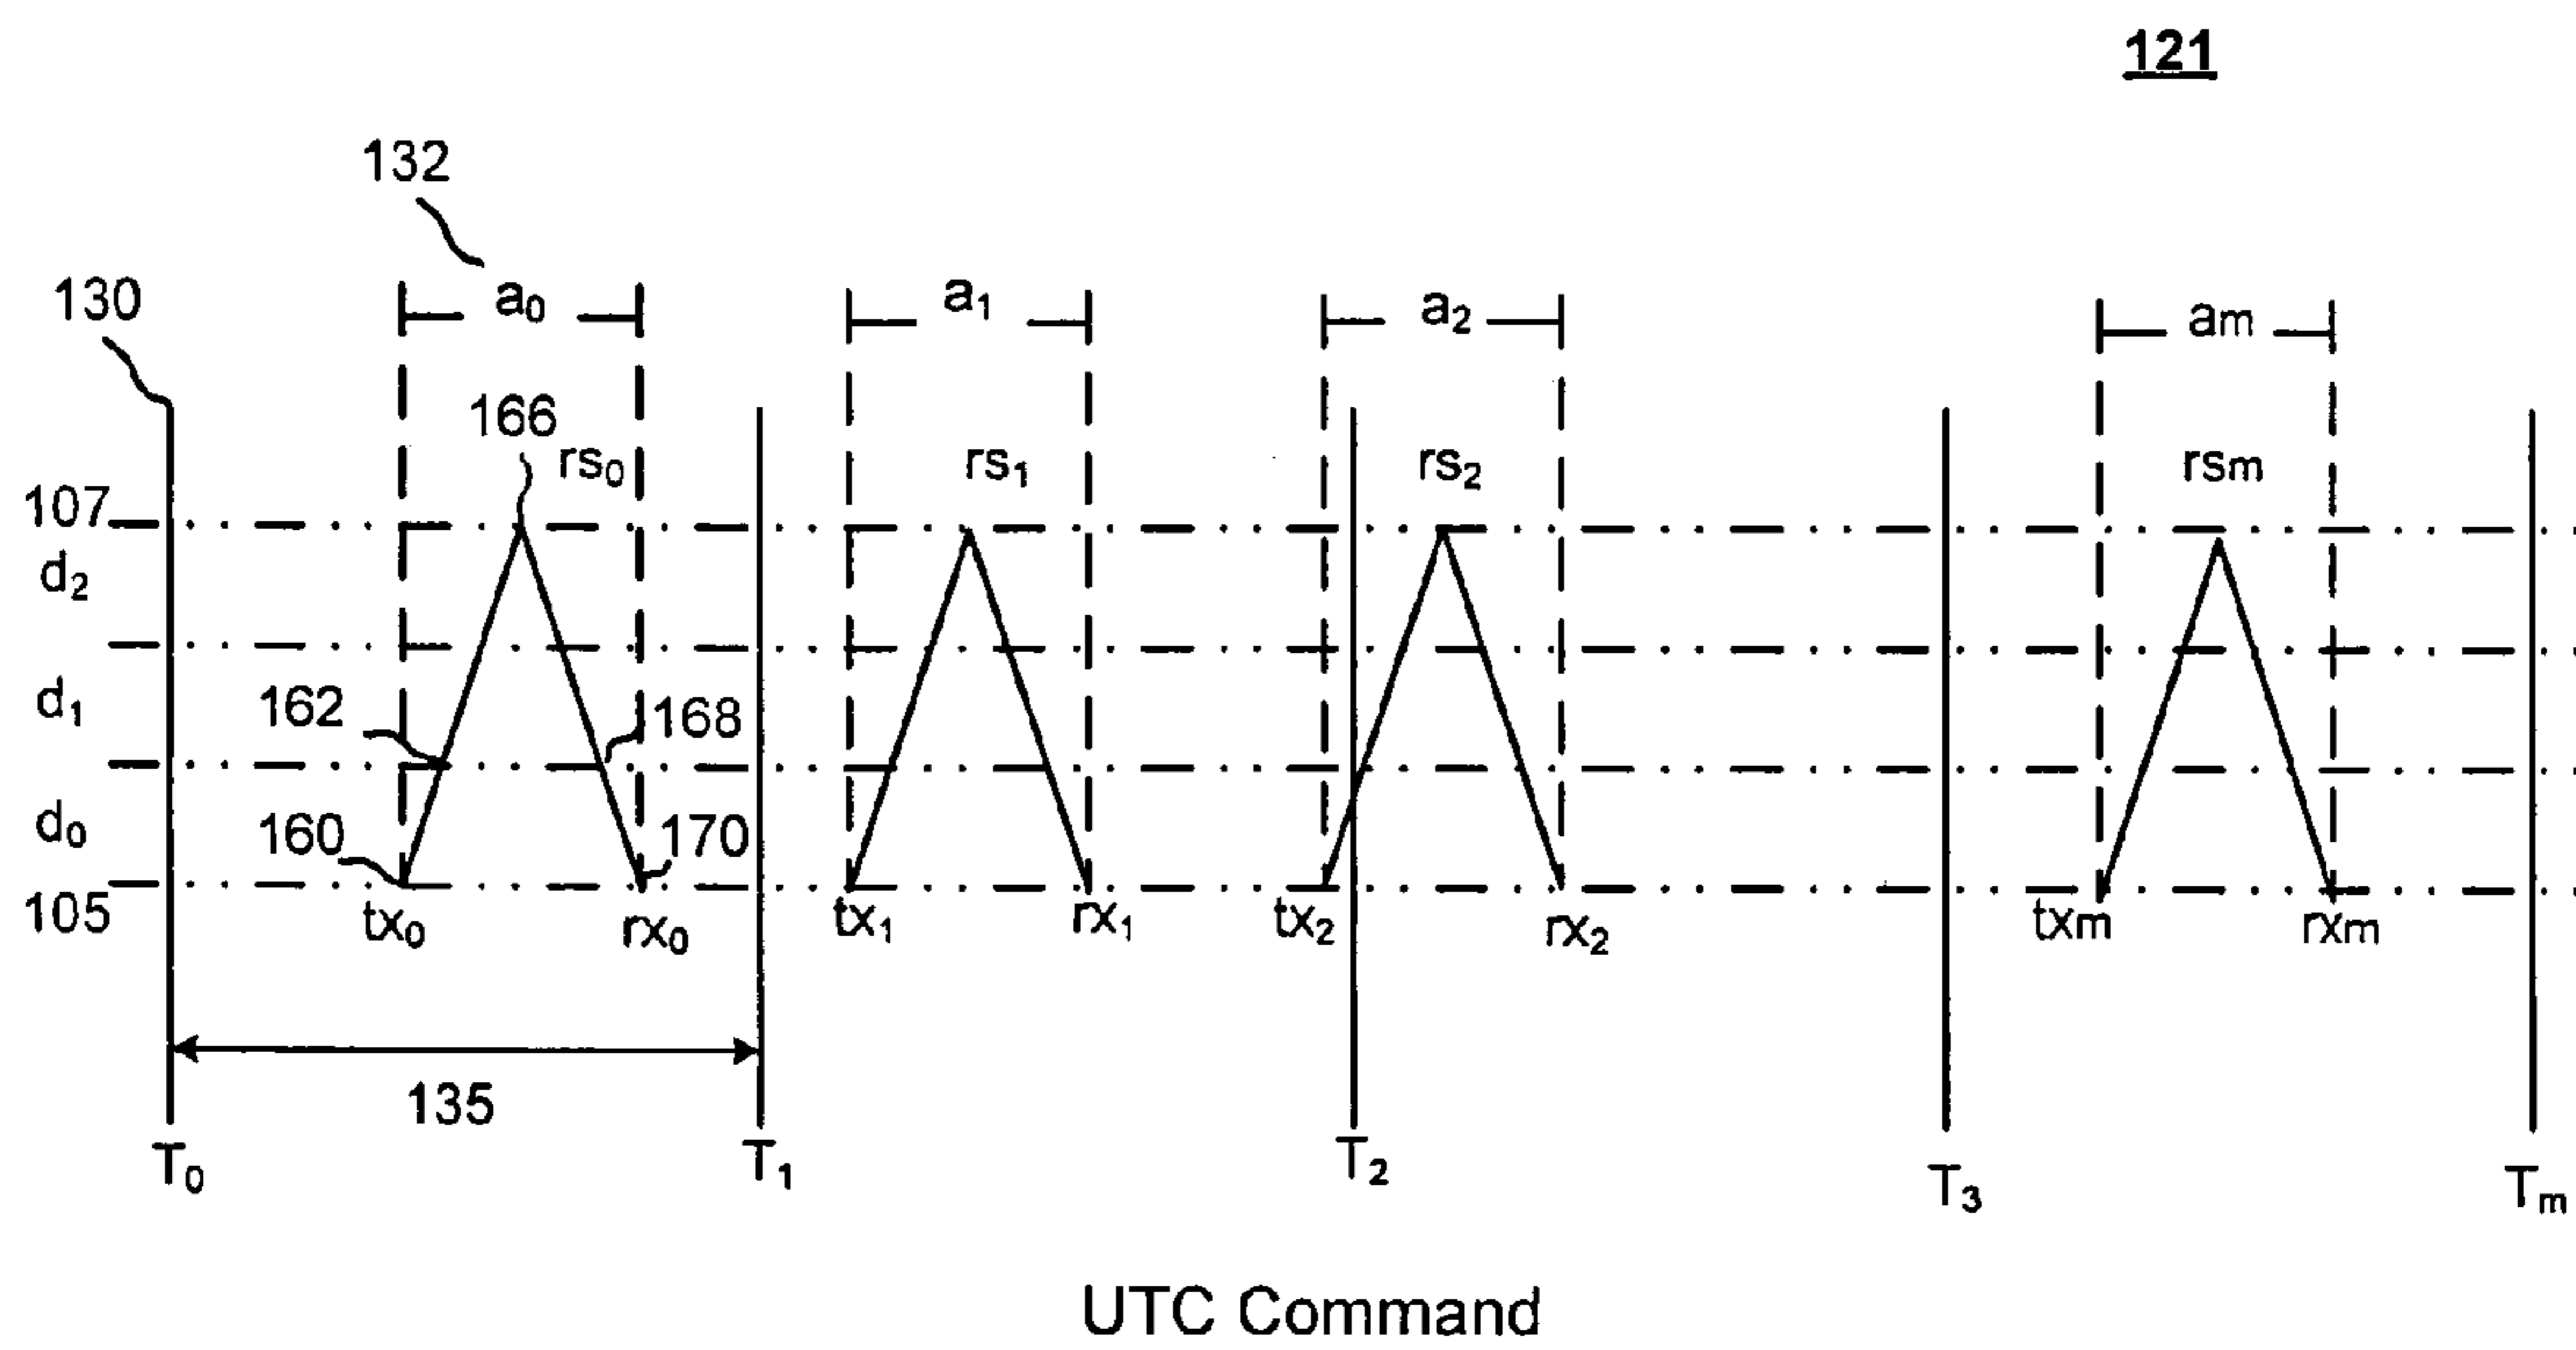 121
132
130
a0 a1 a2 am
166
rs0 rs1 rs2 rsm
107
d2
d1
162 168
d0
160 170
105
tx0 rx0 tx1 rx1 tx2 rx2 txm rxm
135
T0 T1 T2 T3 Tm
UTC Command